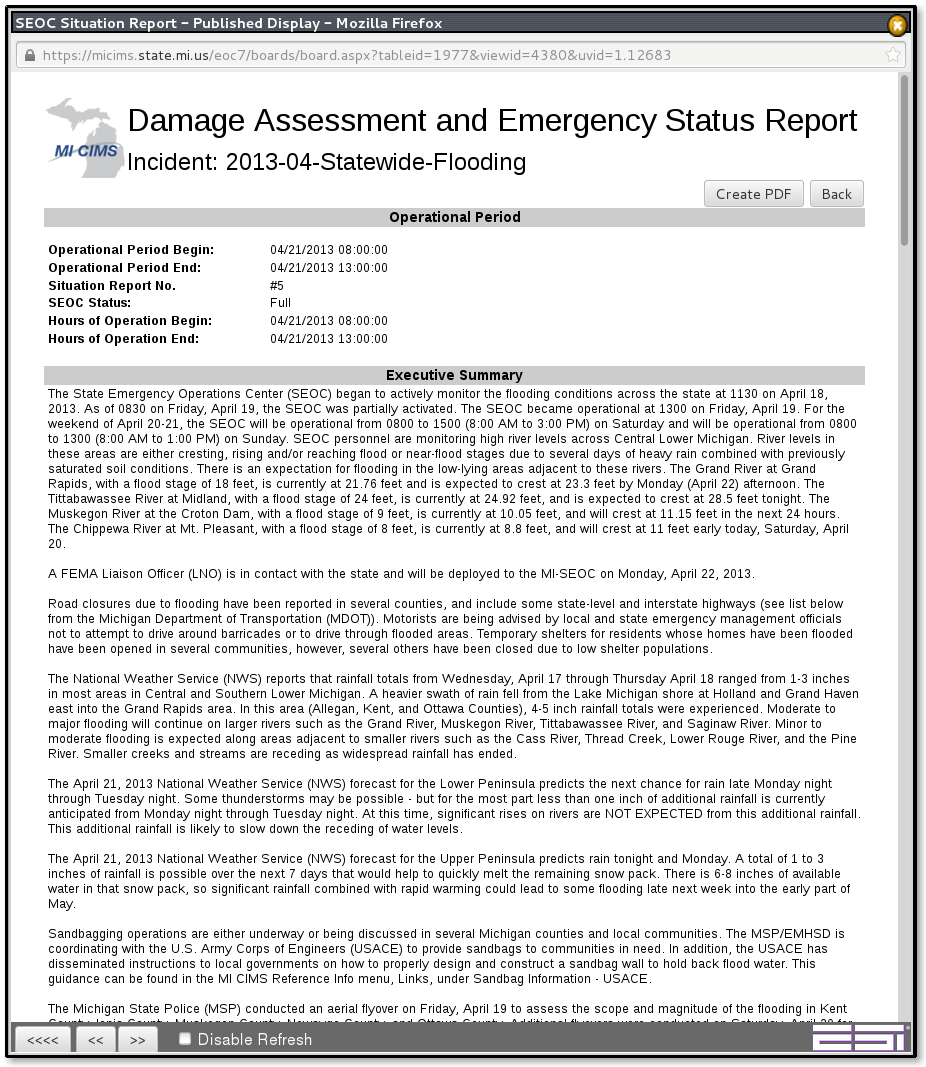 SEOC Situation Report - Published Display - Mozilla Firefox
https://micims.state.mi.us/eoc7/boards/board.aspx?tableid=1977&viewid=4380&uvid=1.12683
MI CIMS
Damage Assessment and Emergency Status Report
Incident: 2013-04-Statewide-Flooding
Create PDF Back
Operational Period
Operational Period Begin: 04/21/2013 08:00:00
Operational Period End: 04/21/2013 13:00:00
Situation Report No. #5
SEOC Status: Full
Hours of Operation Begin: 04/21/2013 08:00:00
Hours of Operation End: 04/21/2013 13:00:00
Executive Summary
The State Emergency Operations Center (SEOC) began to actively monitor the flooding conditions across the state at 1130 on April 18,
2013. As of 0830 on Friday, April 19, the SEOC was partially activated. The SEOC became operational at 1300 on Friday, April 19. For the
weekend of April 20-21, the SEOC will be operational from 0800 to 1500 (8:00 AM to 3:00 PM) on Saturday and will be operational from 0800
to 1300 (8:00 AM to 1:00 PM) on Sunday. SEOC personnel are monitoring high river levels across Central Lower Michigan. River levels in
these areas are either cresting, rising and/or reaching flood or near-flood stages due to several days of heavy rain combined with previously
saturated soil conditions. There is an expectation for flooding in the low-lying areas adjacent to these rivers. The Grand River at Grand
Rapids, with a flood stage of 18 feet, is currently at 21.76 feet and is expected to crest at 23.3 feet by Monday (April 22) afternoon. The
Tittabawassee River at Midland, with a flood stage of 24 feet, is currently at 24.92 feet, and is expected to crest at 28.5 feet tonight. The
Muskegon River at the Croton Dam, with a flood stage of 9 feet, is currently at 10.05 feet, and will crest at 11.15 feet in the next 24 hours.
The Chippewa River at Mt. Pleasant, with a flood stage of 8 feet, is currently at 8.8 feet, and will crest at 11 feet early today, Saturday, April
20.
A FEMA Liaison Officer (LNO) is in contact with the state and will be deployed to the MI-SEOC on Monday, April 22, 2013.
Road closures due to flooding have been reported in several counties, and include some state-level and interstate highways (see list below
from the Michigan Department of Transportation (MDOT)). Motorists are being advised by local and state emergency management officials
not to attempt to drive around barricades or to drive through flooded areas. Temporary shelters for residents whose homes have been flooded
have been opened in several communities, however, several others have been closed due to low shelter populations.
The National Weather Service (NWS) reports that rainfall totals from Wednesday, April 17 through Thursday April 18 ranged from 1-3 inches
in most areas in Central and Southern Lower Michigan. A heavier swath of rain fell from the Lake Michigan shore at Holland and Grand Haven
east into the Grand Rapids area. In this area (Allegan, Kent, and Ottawa Counties), 4-5 inch rainfall totals were experienced. Moderate to
major flooding will continue on larger rivers such as the Grand River, Muskegon River, Tittabawassee River, and Saginaw River. Minor to
moderate flooding is expected along areas adjacent to smaller rivers such as the Cass River, Thread Creek, Lower Rouge River, and the Pine
River. Smaller creeks and streams are receding as widespread rainfall has ended.
The April 21, 2013 National Weather Service (NWS) forecast for the Lower Peninsula predicts the next chance for rain late Monday night
through Tuesday night. Some thunderstorms may be possible - but for the most part less than one inch of additional rainfall is currently
anticipated from Monday night through Tuesday night. At this time, significant rises on rivers are NOT EXPECTED from this additional rainfall.
This additional rainfall is likely to slow down the receding of water levels.
The April 21, 2013 National Weather Service (NWS) forecast for the Upper Peninsula predicts rain tonight and Monday. A total of 1 to 3
inches of rainfall is possible over the next 7 days that would help to quickly melt the remaining snow pack. There is 6-8 inches of available
water in that snow pack, so significant rainfall combined with rapid warming could lead to some flooding late next week into the early part of
May.
Sandbagging operations are either underway or being discussed in several Michigan counties and local communities. The MSP/EMHSD is
coordinating with the U.S. Army Corps of Engineers (USACE) to provide sandbags to communities in need. In addition, the USACE has
disseminated instructions to local governments on how to properly design and construct a sandbag wall to hold back flood water. This
guidance can be found in the MI CIMS Reference Info menu, Links, under Sandbag Information - USACE.
The Michigan State Police (MSP) conducted an aerial flyover on Friday, April 19 to assess the scope and magnitude of the flooding in Kent
<<<< << >> Disable Refresh
esi